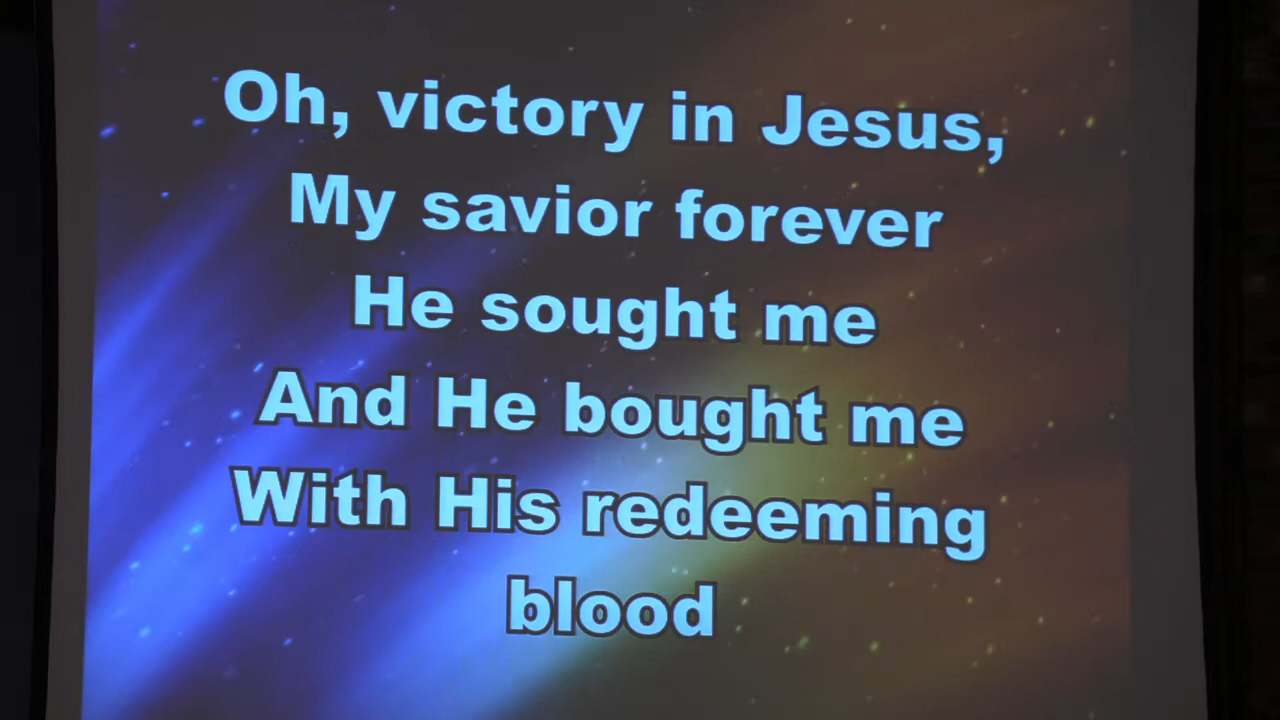 Oh, victory in Jesus,
My savior forever
He sought me
And He bought me
With His redeeming
blood